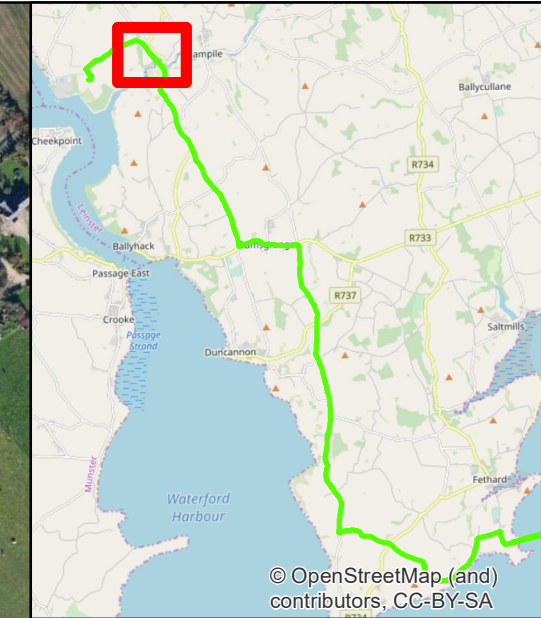 Ballycullane
Cheekpoint
R734
Leinster
R733
Ballyhack
Passage East
R737
Crooke
Saltmills
Passage
Strand
Duncannon
Munster
Fethard
Waterford
Harbour
© OpenStreetMap (and)
contributors, CC-BY-SA